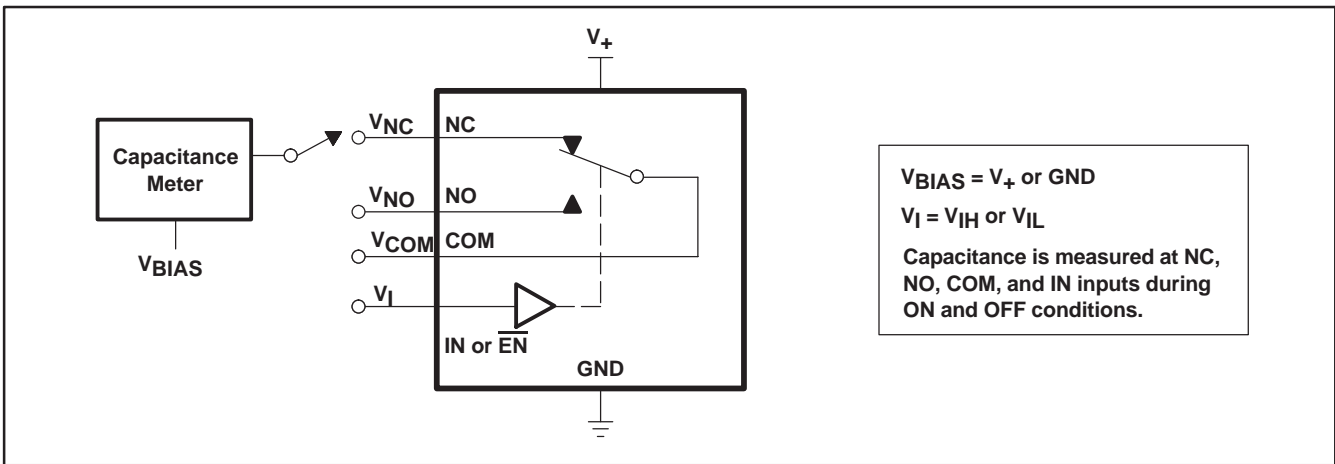 V+
Capacitance
Meter
VBIAS
VNC NC
VNO NO
VCOM COM
VI
IN or E̅N̅
GND
VBIAS = V+ or GND
VI = VIH or VIL
Capacitance is measured at NC,
NO, COM, and IN inputs during
ON and OFF conditions.